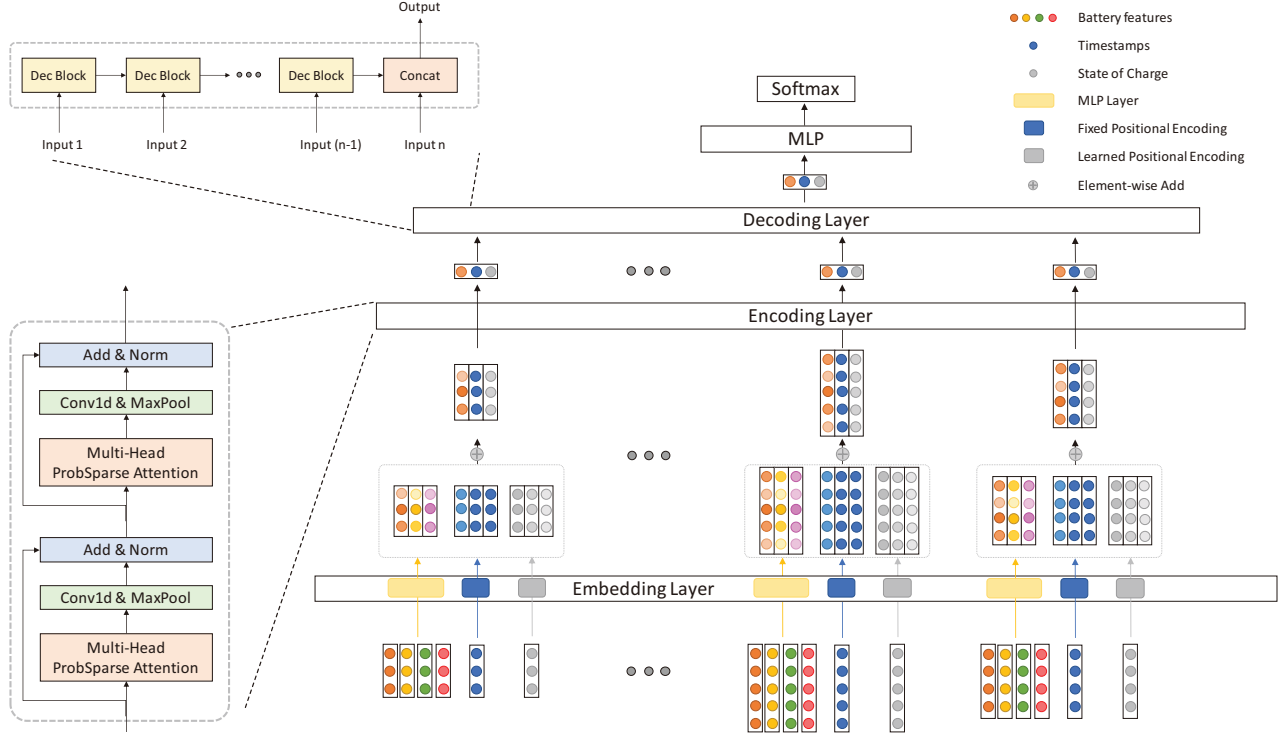 Output
Dec Block
Dec Block
Dec Block
Concat
Input 1
Input 2
Input (n-1)
Input n
Battery features
Timestamps
State of Charge
MLP Layer
Fixed Positional Encoding
Learned Positional Encoding
Element-wise Add
Softmax
MLP
Decoding Layer
Encoding Layer
Embedding Layer
Add & Norm
Conv1d & MaxPool
Multi-Head
ProbSparse Attention
Add & Norm
Conv1d & MaxPool
Multi-Head
ProbSparse Attention